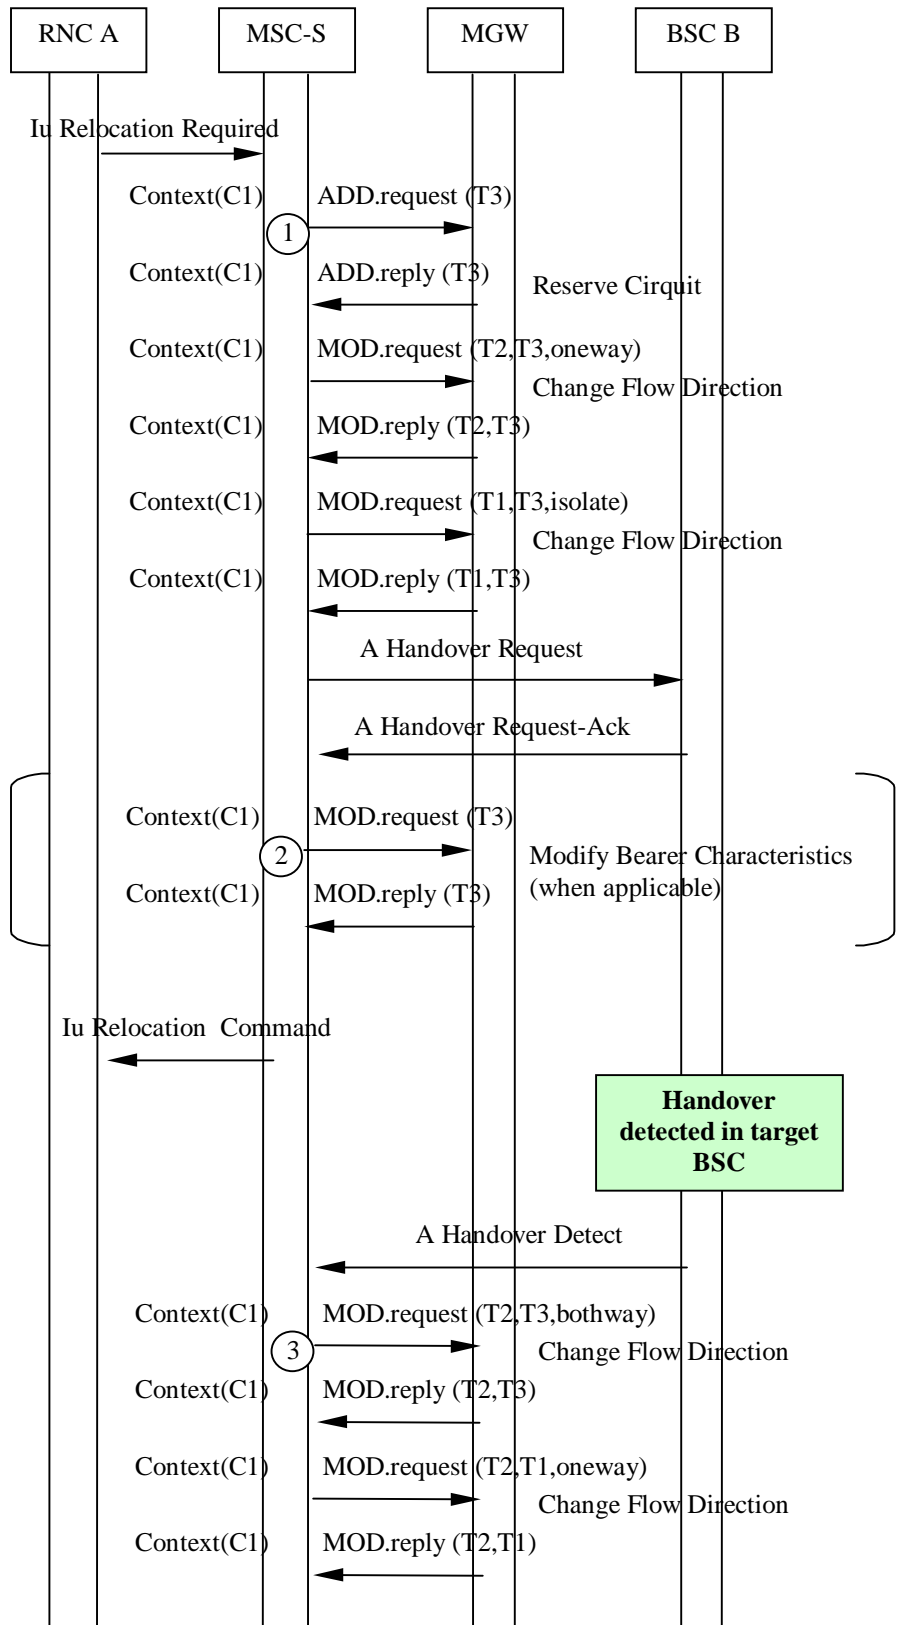 RNC A
MSC-S
MGW
BSC B
Iu Relocation Required
Context(C1)
ADD.request (T3)
1
Context(C1)
ADD.reply (T3)
Reserve Cirquit
Context(C1)
MOD.request (T2,T3,oneway)
Change Flow Direction
Context(C1)
MOD.reply (T2,T3)
Context(C1)
MOD.request (T1,T3,isolate)
Change Flow Direction
Context(C1)
MOD.reply (T1,T3)
A Handover Request
A Handover Request-Ack
Context(C1)
MOD.request (T3)
2
Modify Bearer Characteristics
(when applicable)
Context(C1)
MOD.reply (T3)
Iu Relocation  Command
Handover
detected in target
BSC
A Handover Detect
Context(C1)
MOD.request (T2,T3,bothway)
3
Change Flow Direction
Context(C1)
MOD.reply (T2,T3)
Context(C1)
MOD.request (T2,T1,oneway)
Change Flow Direction
Context(C1)
MOD.reply (T2,T1)